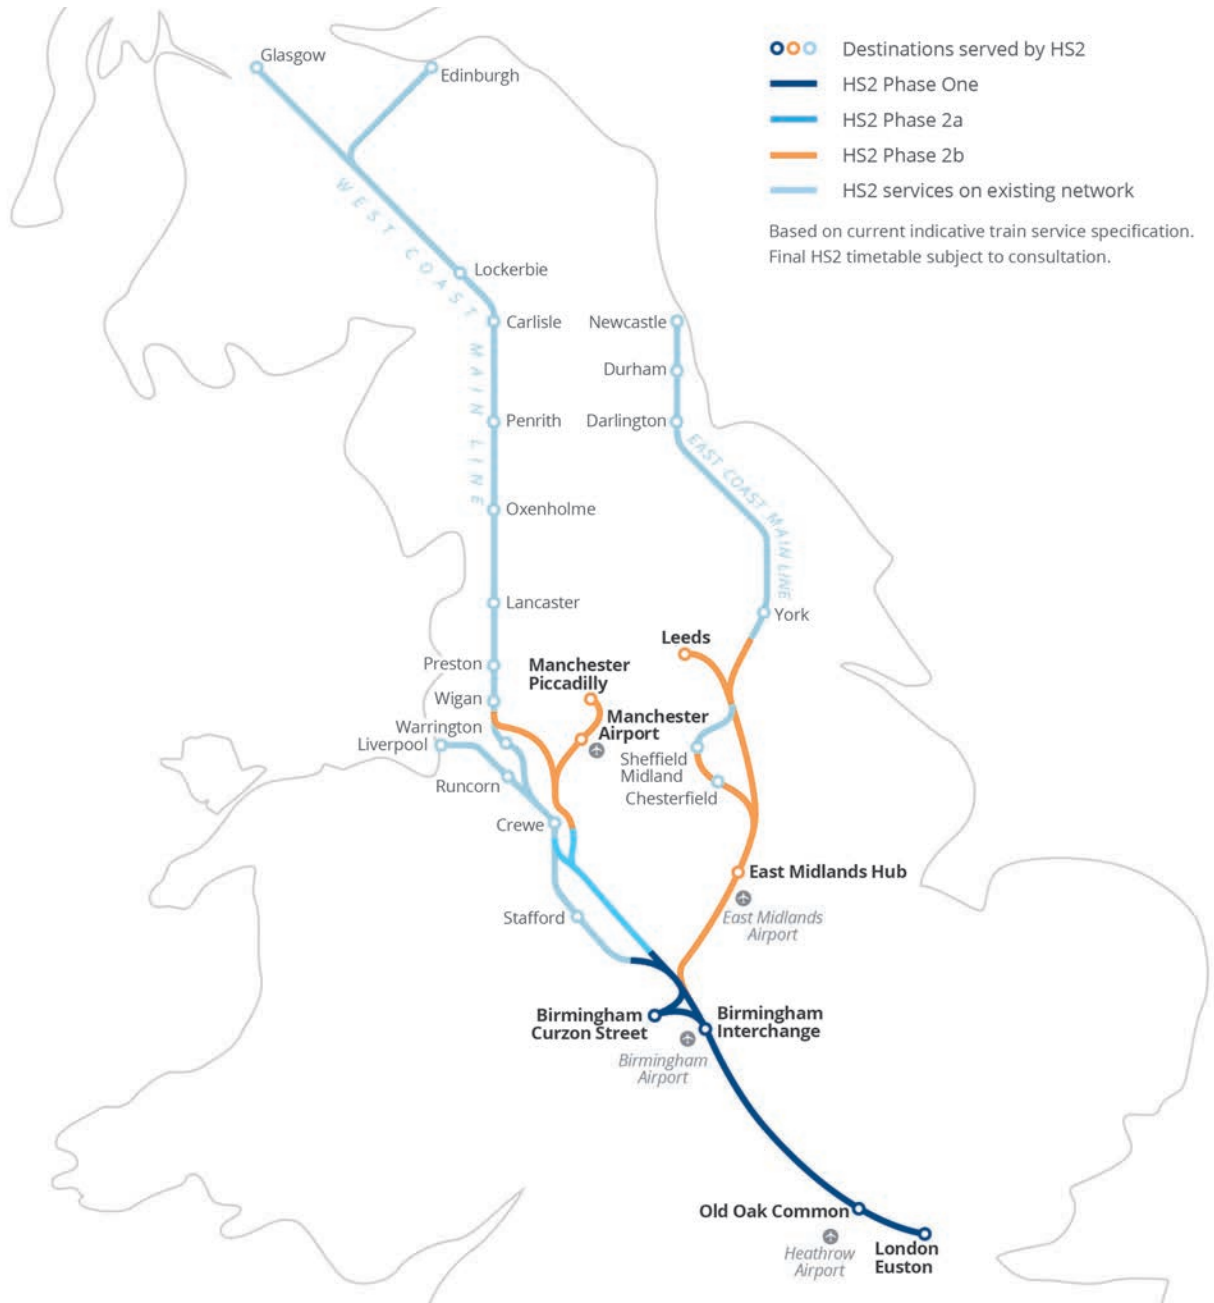 Glasgow
Edinburgh
Destinations served by HS2
HS2 Phase One
HS2 Phase 2a
HS2 Phase 2b
HS2 services on existing network
Based on current indicative train service specification.
Final HS2 timetable subject to consultation.
WEST COAST MAIN LINE
Lockerbie
Carlisle
Newcastle
Durham
Penrith
Darlington
EAST COAST MAIN LINE
Oxenholme
Lancaster
York
Leeds
Preston
Manchester
Piccadilly
Wigan
Manchester
Airport
Warrington
Liverpool
Sheffield
Midland
Runcorn
Chesterfield
Crewe
East Midlands Hub
East Midlands
Airport
Stafford
Birmingham
Curzon Street
Birmingham
Interchange
Birmingham
Airport
Old Oak Common
Heathrow
Airport
London
Euston